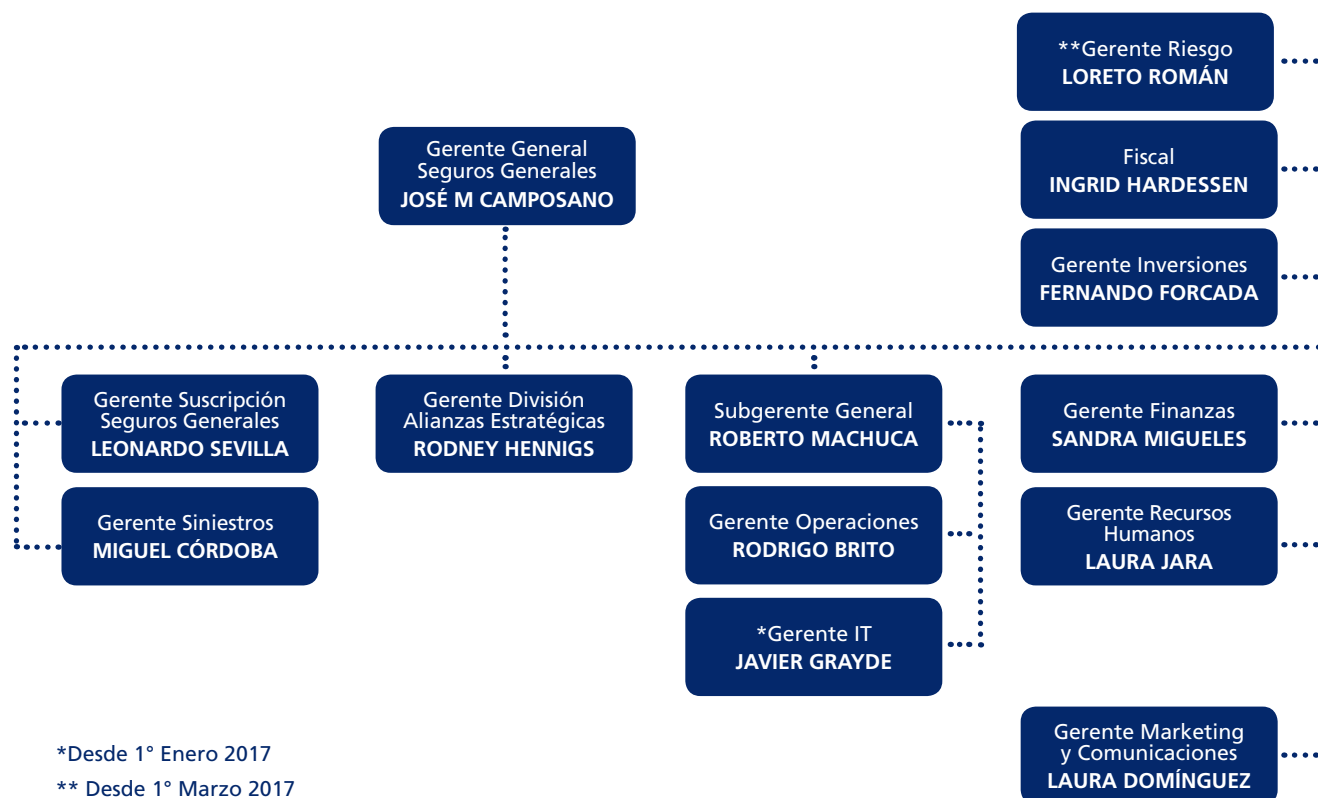 **Gerente Riesgo
LORETO ROMÁN
Gerente General
Seguros Generales
JOSÉ M CAMPOSANO
Fiscal
INGRID HARDESSEN
Gerente Inversiones
FERNANDO FORCADA
Gerente Suscripción
Seguros Generales
LEONARDO SEVILLA
Gerente División
Alianzas Estratégicas
RODNEY HENNIGS
Subgerente General
ROBERTO MACHUCA
Gerente Finanzas
SANDRA MIGUELES
Gerente Siniestros
MIGUEL CÓRDOBA
Gerente Operaciones
RODRIGO BRITO
Gerente Recursos
Humanos
LAURA JARA
*Gerente IT
JAVIER GRAYDE
Gerente Marketing
y Comunicaciones
LAURA DOMÍNGUEZ
*Desde 1° Enero 2017
** Desde 1° Marzo 2017